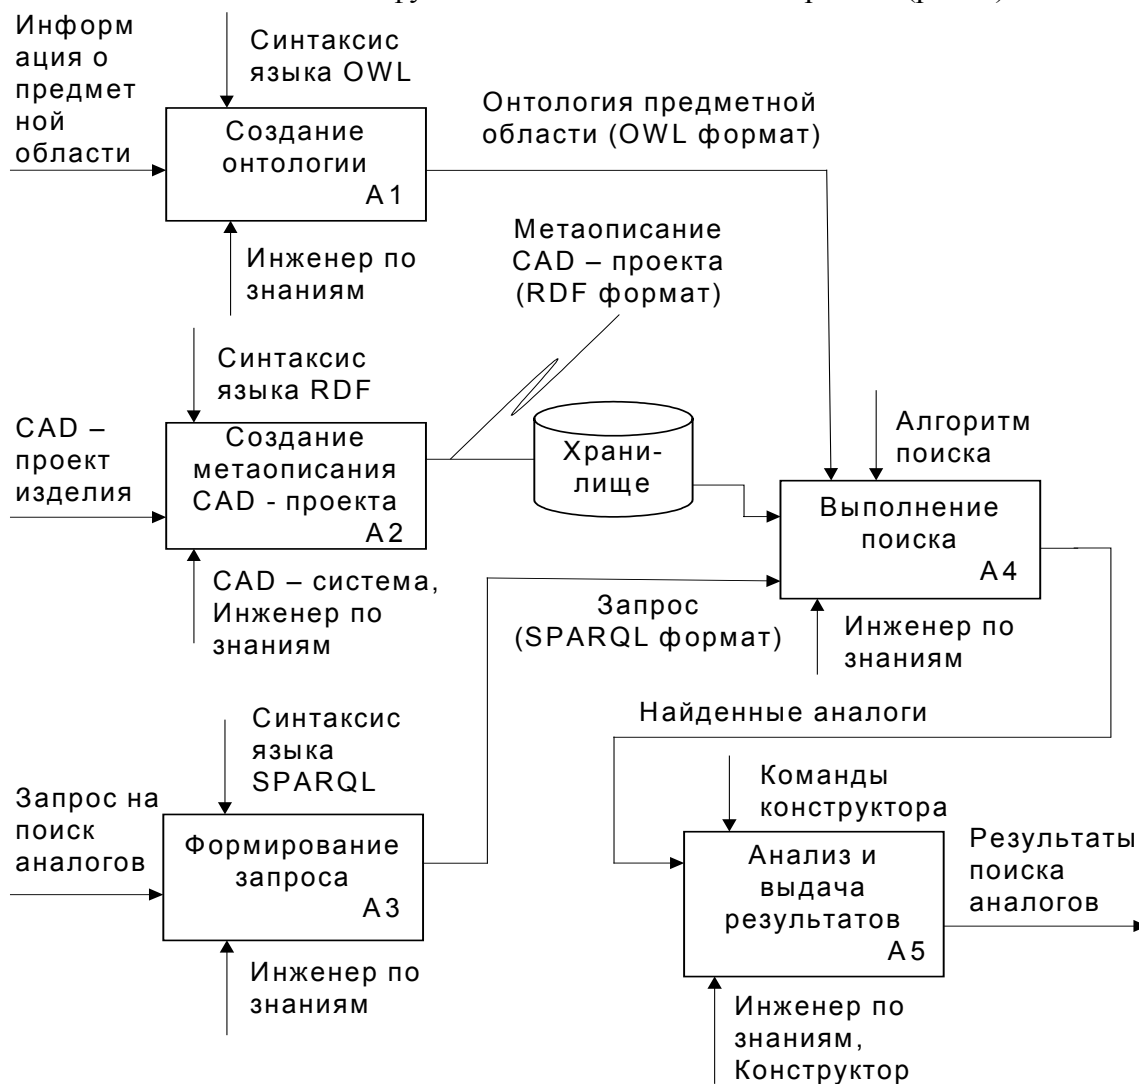 Информ
ация о
предмет
ной
области
Синтаксис
языка OWL
Создание
онтологии
А1
Онтология предметной
области (OWL формат)
Инженер по
знаниям
Метаописание
CAD – проекта
(RDF формат)
Синтаксис
языка RDF
CAD –
проект
изделия
Создание
метаописания
CAD - проекта
А2
Храни-
лище
Алгоритм
поиска
Выполнение
поиска
А4
CAD – система,
Инженер по
знаниям
Запрос
(SPARQL формат)
Инженер по
знаниям
Найденные аналоги
Синтаксис
языка
SPARQL
Запрос на
поиск
аналогов
Формирование
запроса
А3
Команды
конструктора
Анализ и
выдача
результатов
А5
Результаты
поиска
аналогов
Инженер по
знаниям
Инженер по
знаниям,
Конструктор